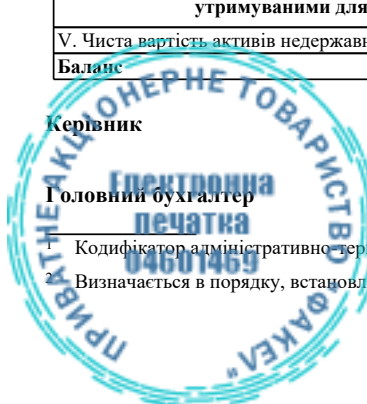 утримуваними для
V. Чиста вартість активів недержавн
Баланс
Керівник
Головний бухгалтер
1 Кодифікатор адміністративно-тер
2 Визначається в порядку, встановл
ПРИВАТНЕ АКЦІОНЕРНЕ ТОВАРИСТВО "ФАКЕЛ"
Електронна
печатка
04601469